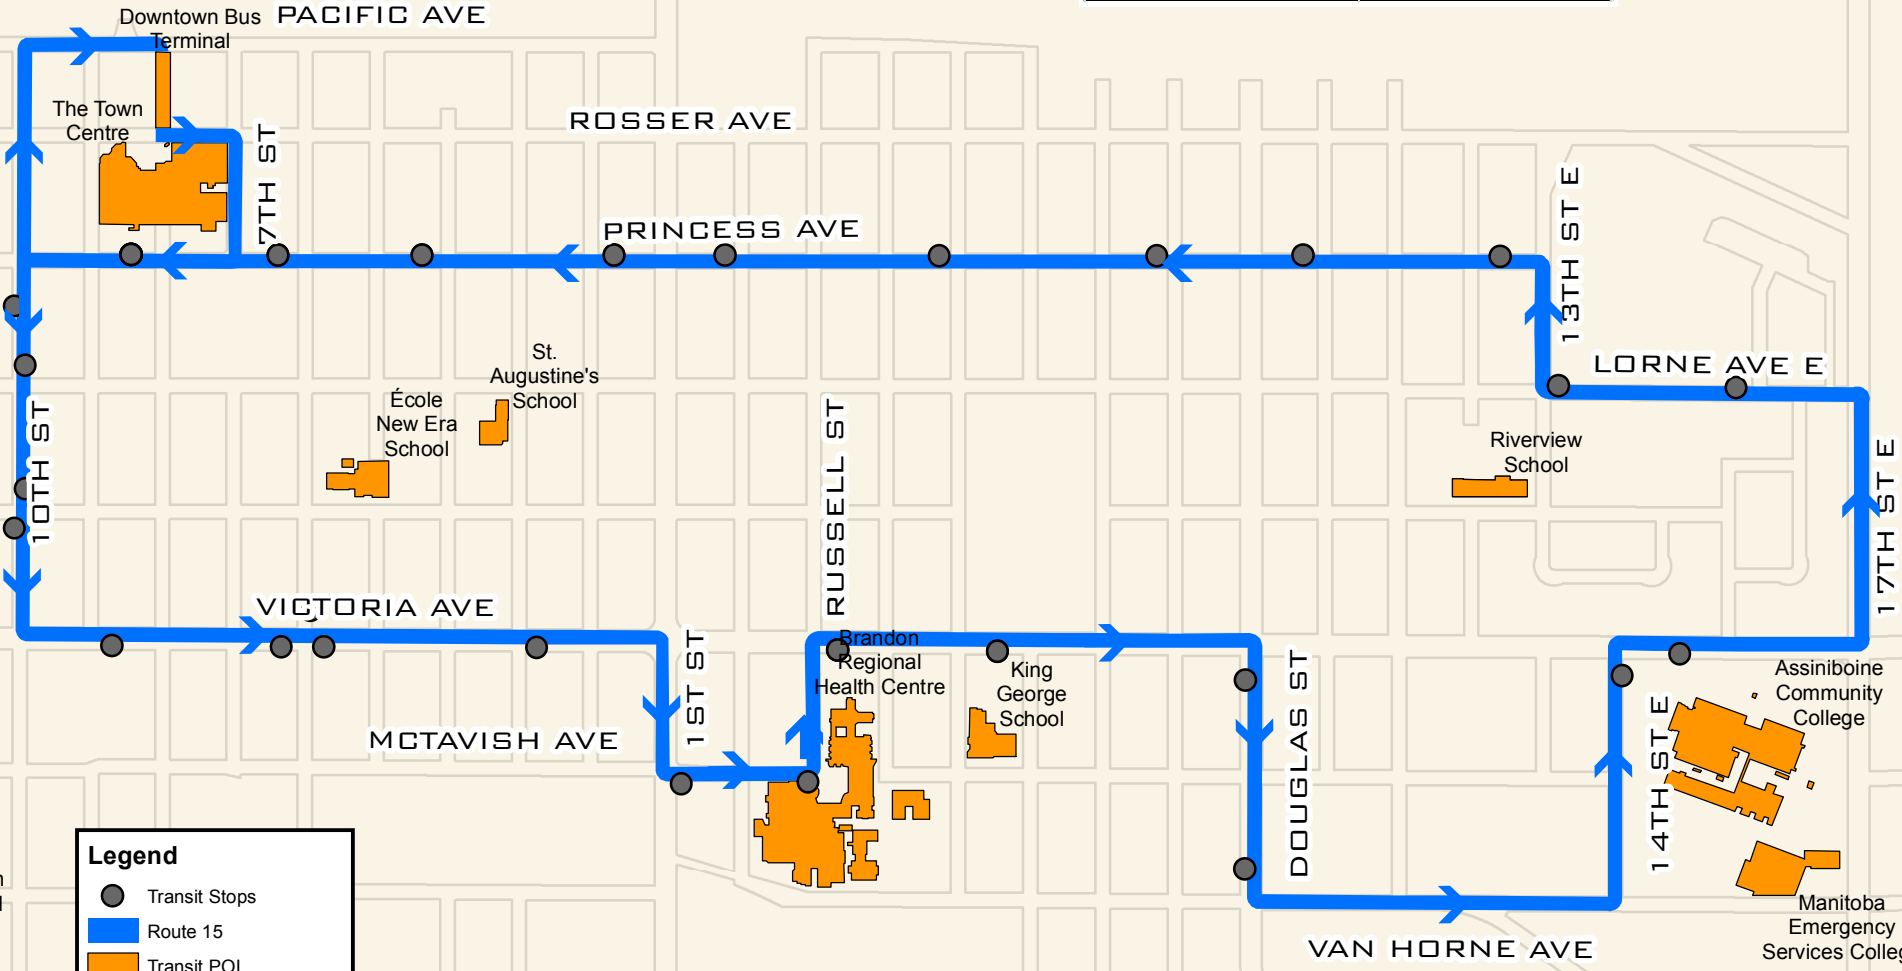 Downtown Bus
Terminal
PACIFIC AVE
The Town
Centre
ROSSER AVE
7TH ST
PRINCESS AVE
13TH ST E
LORNE AVE E
St.
Augustine's
School
École
New Era
School
10TH ST
RUSSELL ST
Riverview
School
17TH ST E
VICTORIA AVE
1ST ST
Brandon
Regional
Health Centre
King
George
School
DOUGLAS ST
14TH ST E
Assiniboine
Community
College
MCTAVISH AVE
Legend
Transit Stops
Route 15
Transit POI
VAN HORNE AVE
Manitoba
Emergency
Services Colleg